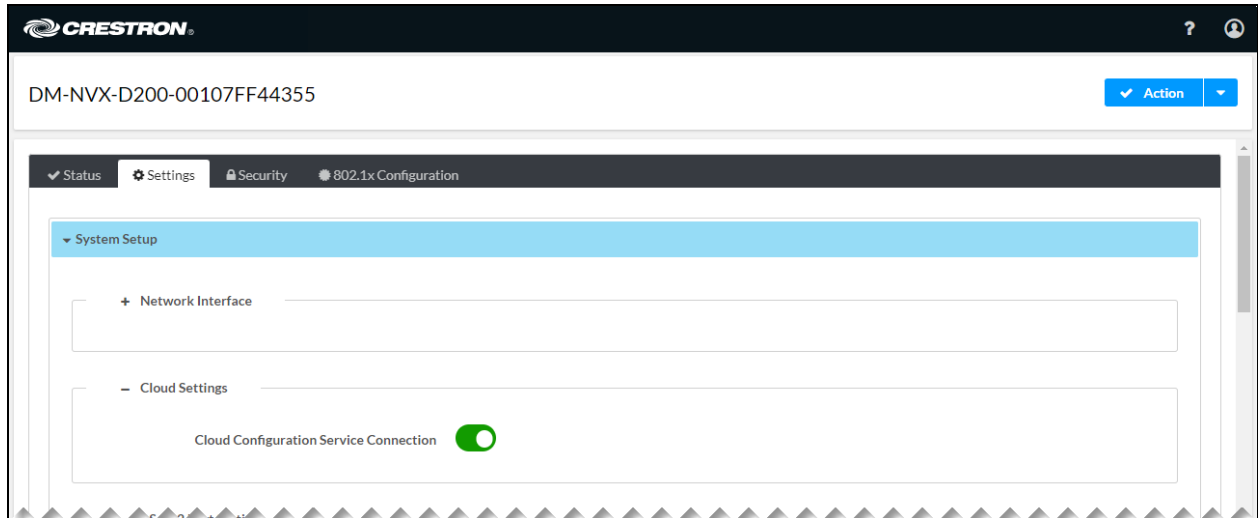 CRESTRON®
?
DM-NVX-D200-00107FF44355
Action
Status Settings Security 802.1x Configuration
System Setup
+ Network Interface
– Cloud Settings
Cloud Configuration Service Connection